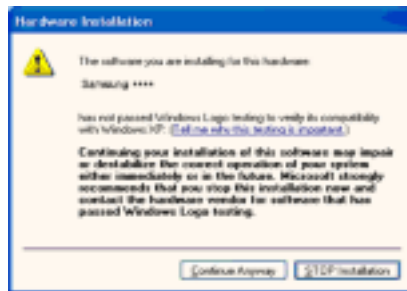 Hardware Installation
The software you are installing for this hardware:
Samsung ****
has not passed Windows Logo testing to verify its compatibility
with Windows XP. (Tell me why this testing is important.)
Continuing your installation of this software may impair
or destabilize the correct operation of your system
either immediately or in the future. Microsoft strongly
recommends that you stop this installation now and
contact the hardware vendor for software that has
passed Windows Logo testing.
Continue Anyway
STOP Installation